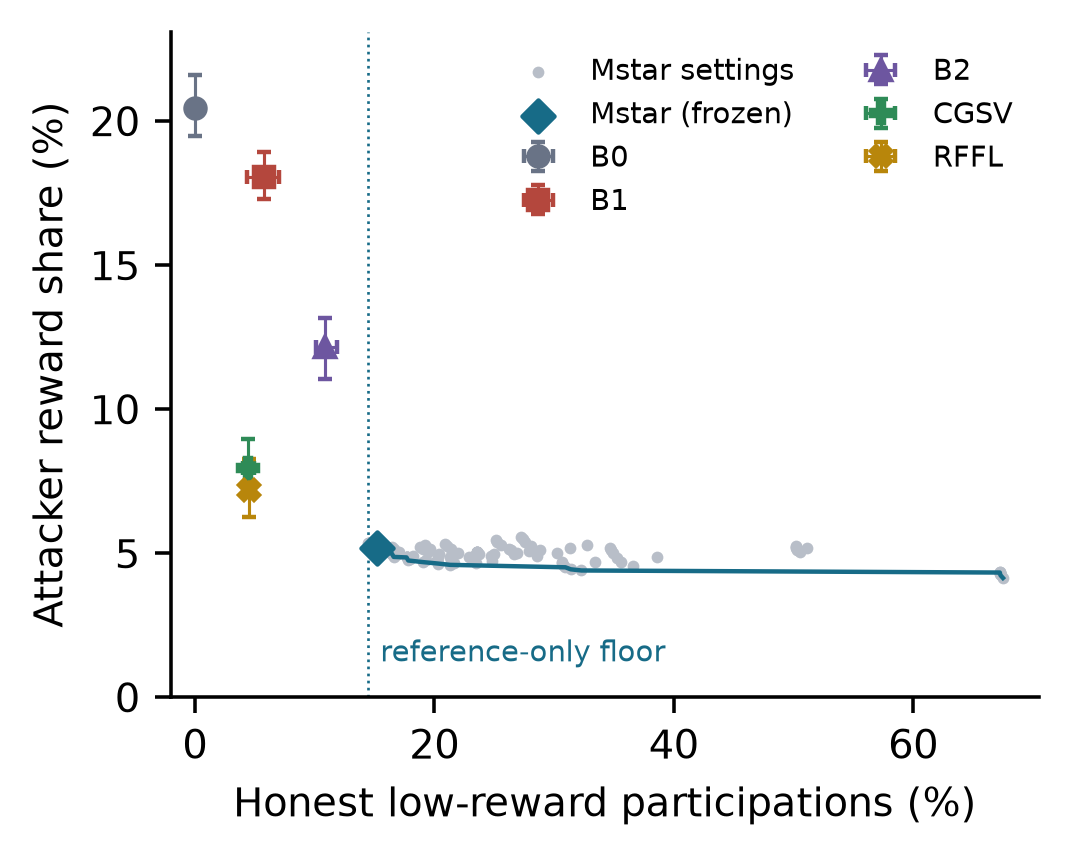 Mstar settings
Mstar (frozen)
B0
B1
B2
CGSV
RFFL
Attacker reward share (%)
20
15
10
5
0
reference-only floor
0 20 40 60
Honest low-reward participations (%)